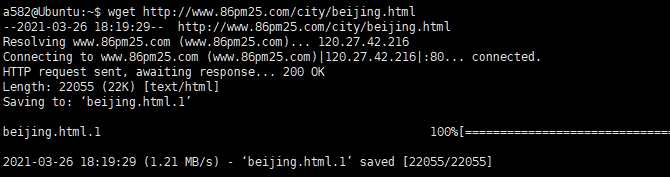 a582@Ubuntu:~$ wget http://www.86pm25.com/city/beijing.html
--2021-03-26 18:19:29--  http://www.86pm25.com/city/beijing.html
Resolving www.86pm25.com (www.86pm25.com)... 120.27.42.216
Connecting to www.86pm25.com (www.86pm25.com)|120.27.42.216|:80... connected.
HTTP request sent, awaiting response... 200 OK
Length: 22055 (22K) [text/html]
Saving to: ‘beijing.html.1’
beijing.html.1 100%[==============================
2021-03-26 18:19:29 (1.21 MB/s) - ‘beijing.html.1’ saved [22055/22055]